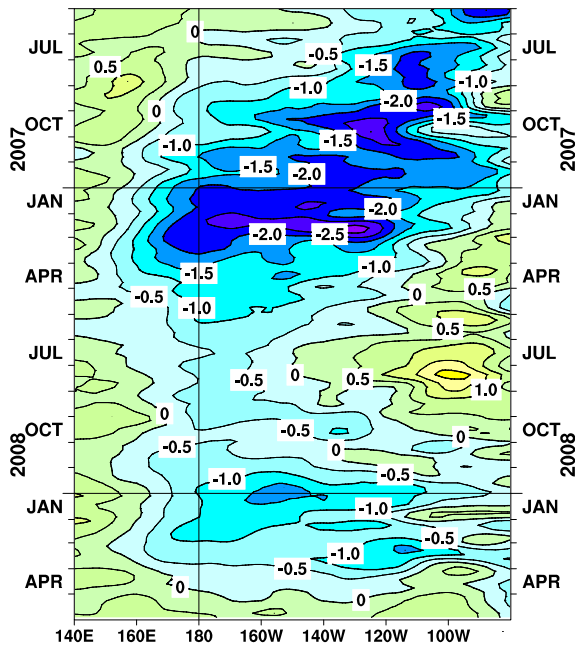 0
JUL -0.5 JUL
0.5 -1.5
-1.0 -1.0
-2.0
0 -1.5
OCT OCT
-1.5
-1.0
2007 2007
-1.5
-2.0
JAN JAN
-2.0
-2.0 -2.5
-1.5 -1.0
APR APR
-0.5 0 0.5
-1.0
0.5
JUL JUL
-0.5 0 0.5
1.0
0
OCT -0.5 OCT
0
-0.5 0
2008 2008
-1.0 -0.5
JAN -1.0 JAN
-0.5
-1.0
-0.5
APR APR
0 0
140E 160E 180 160W 140W 120W 100W